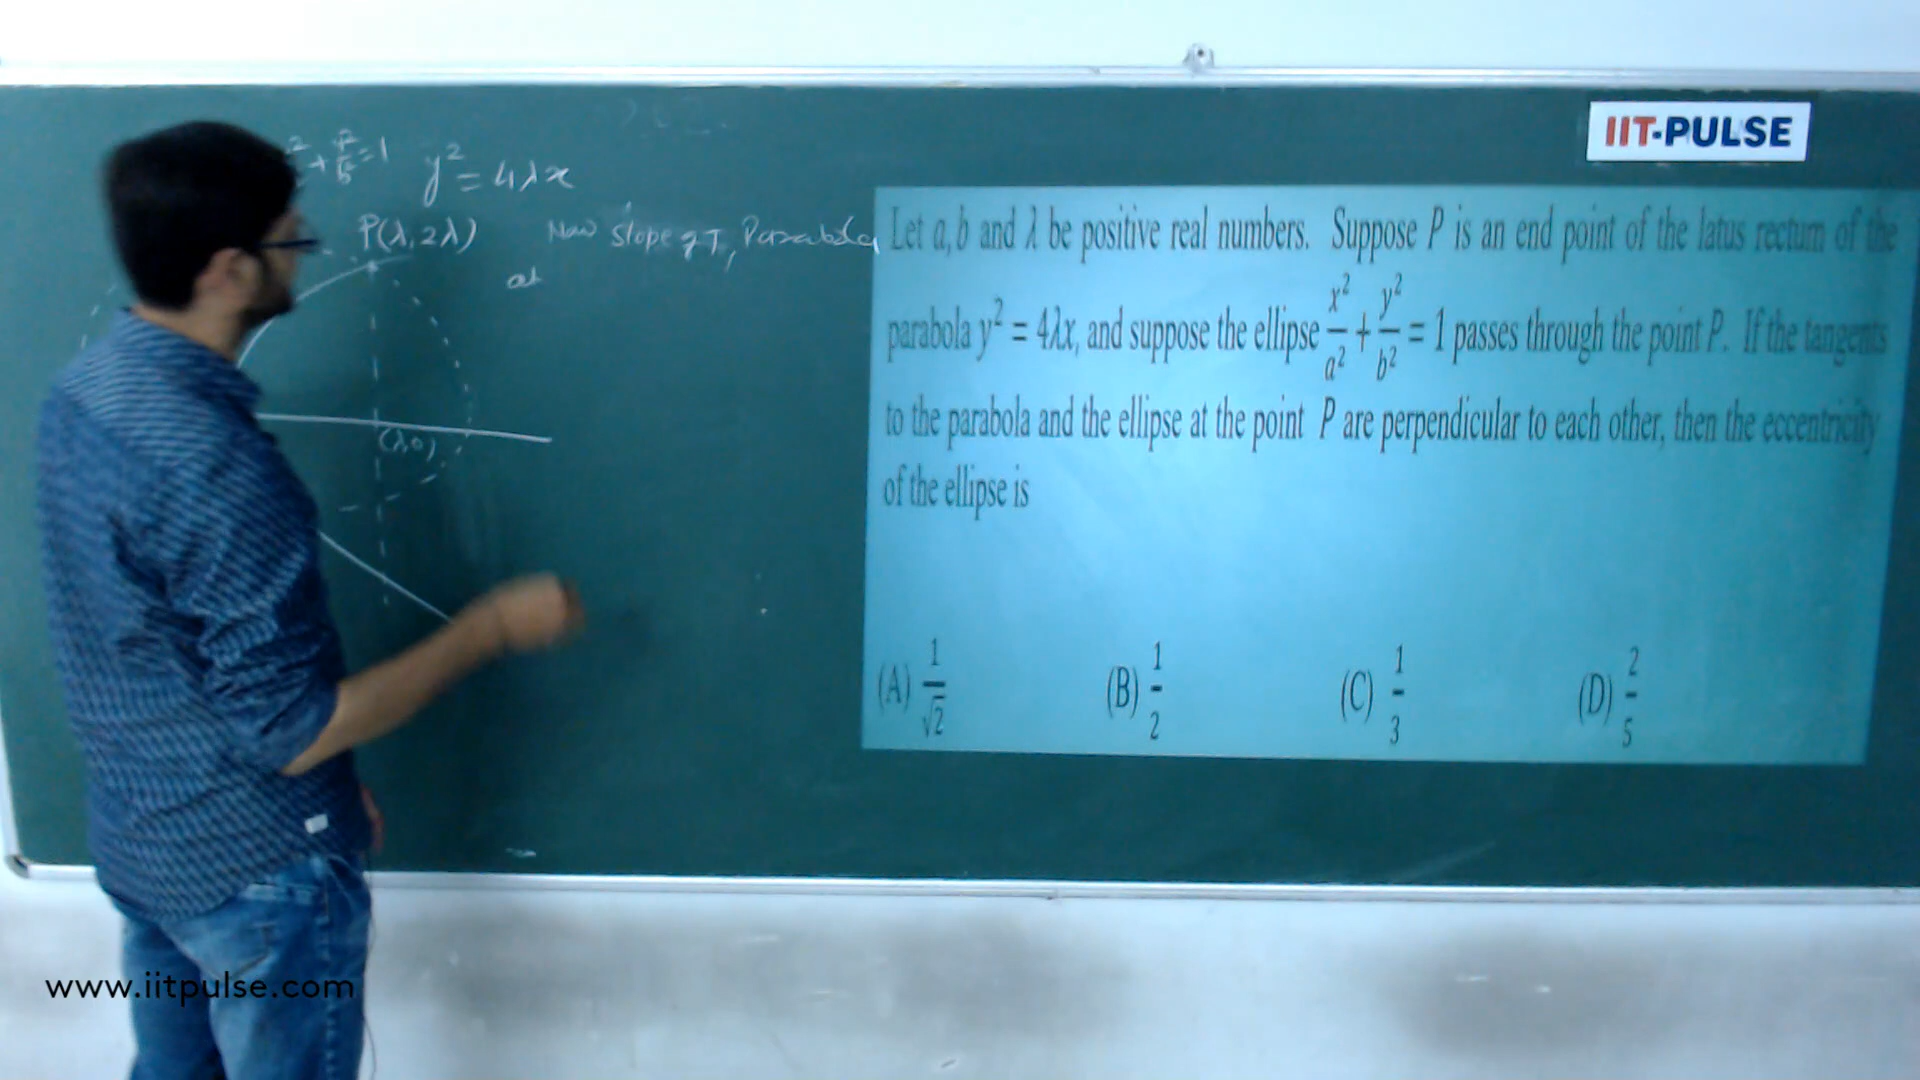 IIT-PULSE
y² = 4λx
P(λ, 2λ)
Now slope of T, Parabola
at
(λ,0)
Let a, b and λ be positive real numbers. Suppose P is an end point of the latus rectum of the
parabola y² = 4λx, and suppose the ellipse x²/a² + y²/b² = 1 passes through the point P. If the tangents
to the parabola and the ellipse at the point P are perpendicular to each other, then the eccentricity
of the ellipse is
(A) 1/√2 (B) 1/2 (C) 1/3 (D) 2/5
www.iitpulse.com